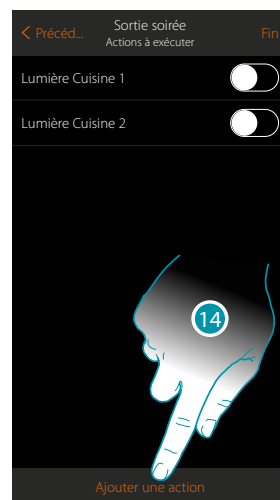 Précéd...
Sortie soirée
Fin
Actions à exécuter
Lumière Cuisine 1
Lumière Cuisine 2
14
Ajouter une action